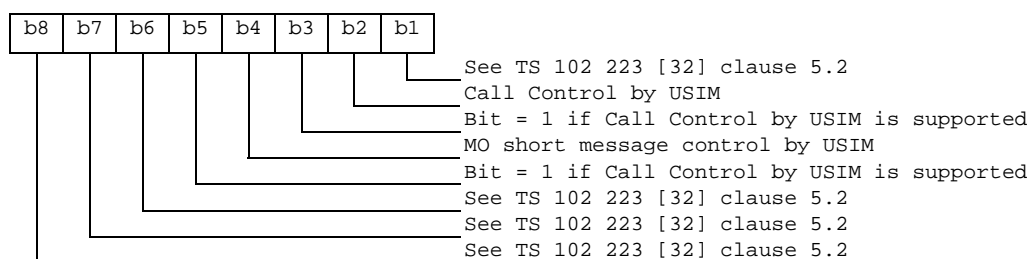 b8 b7 b6 b5 b4 b3 b2 b1
See TS 102 223 [32] clause 5.2
Call Control by USIM
Bit = 1 if Call Control by USIM is supported
MO short message control by USIM
Bit = 1 if Call Control by USIM is supported
See TS 102 223 [32] clause 5.2
See TS 102 223 [32] clause 5.2
See TS 102 223 [32] clause 5.2